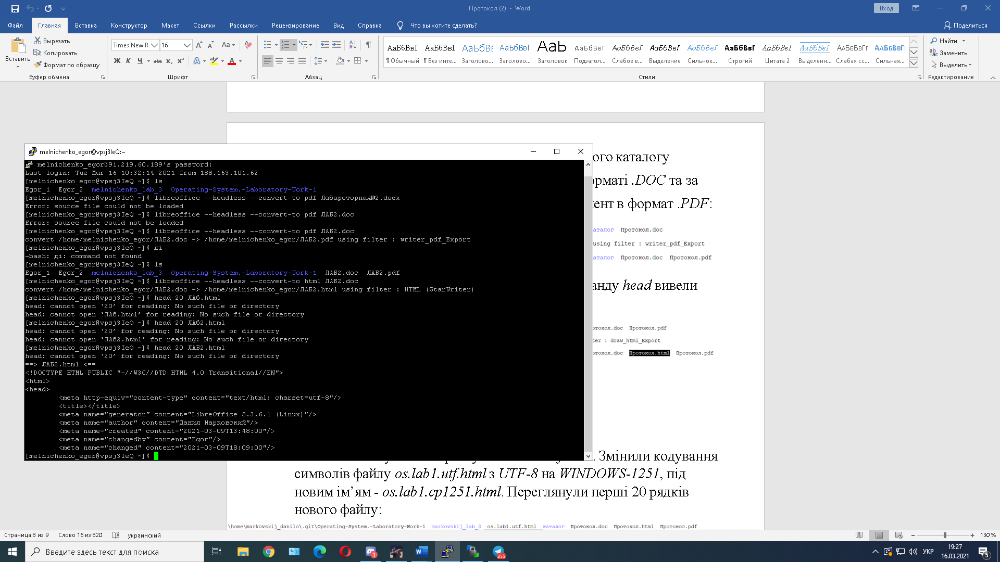 Протокол (2) - Word
Вход
Файл Главная Вставка Конструктор Макет Ссылки Рассылки Рецензирование Вид Справка Что вы хотите сделать? Поделиться
Вставить
Вырезать
Копировать
Формат по образцу
Буфер обмена
Times New R 16
Шрифт
Абзац
АаБбВвІ АаБбВвІ АаБбВı АаБбВвГ Aab АаБбВвГ АаБбВвГ АаБбВвГ АаБбВвГ АаБбВвГ АаБбВвГ АаБбВвІ ААБбВвГг ААБбВвГ
¶ Обычный ¶ Без инте... Заголово... Заголово... Заголовок Подзагол... Слабое в... Выделение Сильное... Строгий Цитата 2 Выделенн... Слабая сс... Сильная...
Стили
Найти
Заменить
Выделить
Редактирование
melnichenko_egor@vpsj3IeQ:~
melnichenko_egor@91.219.60.189's password:
Last login: Tue Mar 16 10:32:14 2021 from 188.163.101.62
[melnichenko_egor@vpsj3IeQ ~]$ ls
Egor_1 Egor_2 melnichenko_lab_3 Operating-System.-Laboratory-Work-1
[melnichenko_egor@vpsj3IeQ ~]$ libreoffice --headless --convert-to pdf Лабароторная№2.docx
Error: source file could not be loaded
[melnichenko_egor@vpsj3IeQ ~]$ libreoffice --headless --convert-to pdf ЛАБ2.doc
Error: source file could not be loaded
[melnichenko_egor@vpsj3IeQ ~]$ libreoffice --headless --convert-to pdf ЛАБ2.doc
convert /home/melnichenko_egor/ЛАБ2.doc -> /home/melnichenko_egor/ЛАБ2.pdf using filter : writer_pdf_Export
[melnichenko_egor@vpsj3IeQ ~]$ ді
-bash: ді: command not found
[melnichenko_egor@vpsj3IeQ ~]$ ls
Egor_1 Egor_2 melnichenko_lab_3 Operating-System.-Laboratory-Work-1 ЛАБ2.doc ЛАБ2.pdf
[melnichenko_egor@vpsj3IeQ ~]$ libreoffice --headless --convert-to html ЛАБ2.doc
convert /home/melnichenko_egor/ЛАБ2.doc -> /home/melnichenko_egor/ЛАБ2.html using filter : HTML (StarWriter)
[melnichenko_egor@vpsj3IeQ ~]$ head 20 ЛАб.html
head: cannot open ‘20’ for reading: No such file or directory
head: cannot open ‘ЛАб.html’ for reading: No such file or directory
[melnichenko_egor@vpsj3IeQ ~]$ head 20 ЛАб2.html
head: cannot open ‘20’ for reading: No such file or directory
head: cannot open ‘ЛАб2.html’ for reading: No such file or directory
[melnichenko_egor@vpsj3IeQ ~]$ head 20 ЛАБ2.html
head: cannot open ‘20’ for reading: No such file or directory
==> ЛАБ2.html <==
<!DOCTYPE HTML PUBLIC "-//W3C//DTD HTML 4.0 Transitional//EN">
<html>
<head>
<meta http-equiv="content-type" content="text/html; charset=utf-8"/>
<title></title>
<meta name="generator" content="LibreOffice 5.3.6.1 (Linux)"/>
<meta name="author" content="Данил Марковский"/>
<meta name="created" content="2021-03-09T13:48:00"/>
<meta name="changedby" content="Egor"/>
<meta name="changed" content="2021-03-09T18:09:00"/>
[melnichenko_egor@vpsj3IeQ ~]$
ого каталогу
рматі .DOC та за
ент в формат .PDF:
каталог Протокол.doc
using filter : writer_pdf_Export
каталог Протокол.doc Протокол.pdf
анду head вивели
отокол.doc Протокол.pdf
ter : draw_html_Export
отокол.doc Протокол.html Протокол.pdf
. Змінили кодування
символів файлу os.lab1.utf.html з UTF-8 на WINDOWS-1251, під
новим ім’ям - os.lab1.cp1251.html. Переглянули перші 20 рядків
нового файлу:
\home\markovskij_danilo\.git\Operating-System.-Laboratory-Work-1 markovskij_lab_3 os.lab1.utf.html каталог Протокол.doc Протокол.html Протокол.pdf
Страница 8 из 9 Слово 16 из 820 украинский 130 %
Введите здесь текст для поиска
1
355
УКР
19:27
16.03.2021
5